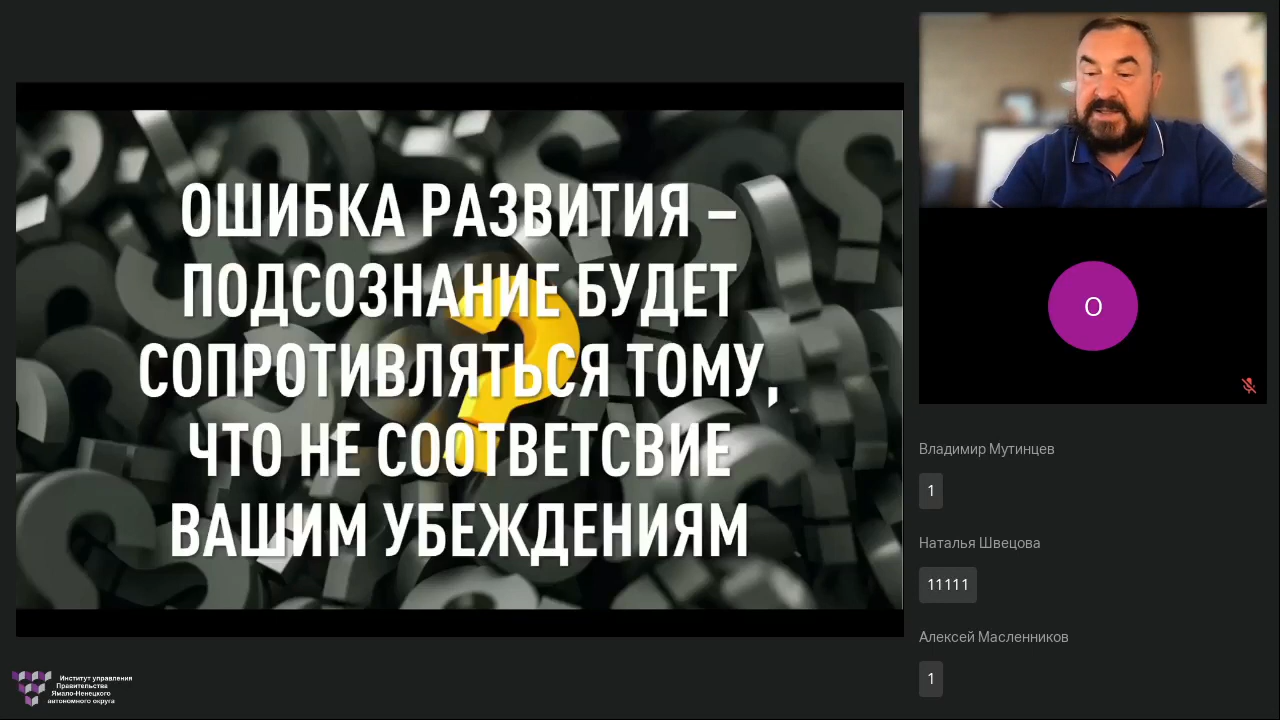 ОШИБКА РАЗВИТИЯ –
ПОДСОЗНАНИЕ БУДЕТ
СОПРОТИВЛЯТЬСЯ ТОМУ,
ЧТО НЕ СООТВЕТСВИЕ
ВАШИМ УБЕЖДЕНИЯМ
О
Владимир Мутинцев
1
Наталья Швецова
11111
Алексей Масленников
1
Институт управления
Правительства
Ямало-Ненецкого
автономного округа